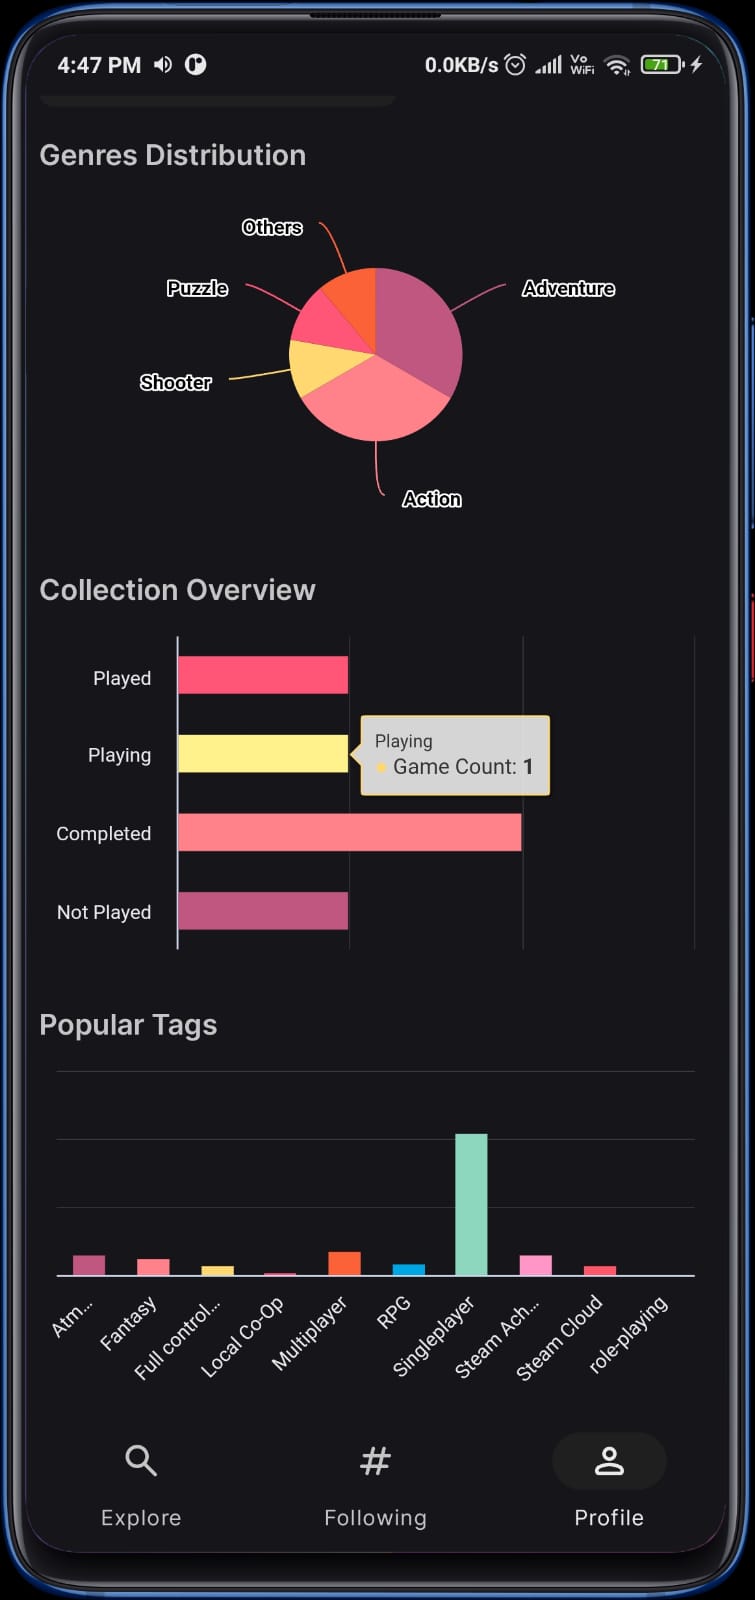 4:47 PM 0.0KB/s Vo WiFi 71
Genres Distribution
Others
Puzzle
Adventure
Shooter
Action
Collection Overview
Played
Playing
Playing
Game Count: 1
Completed
Not Played
Popular Tags
Atm...
Fantasy
Full control...
Local Co-Op
Multiplayer
RPG
Singleplayer
Steam Ach...
Steam Cloud
role-playing
Explore
Following
Profile